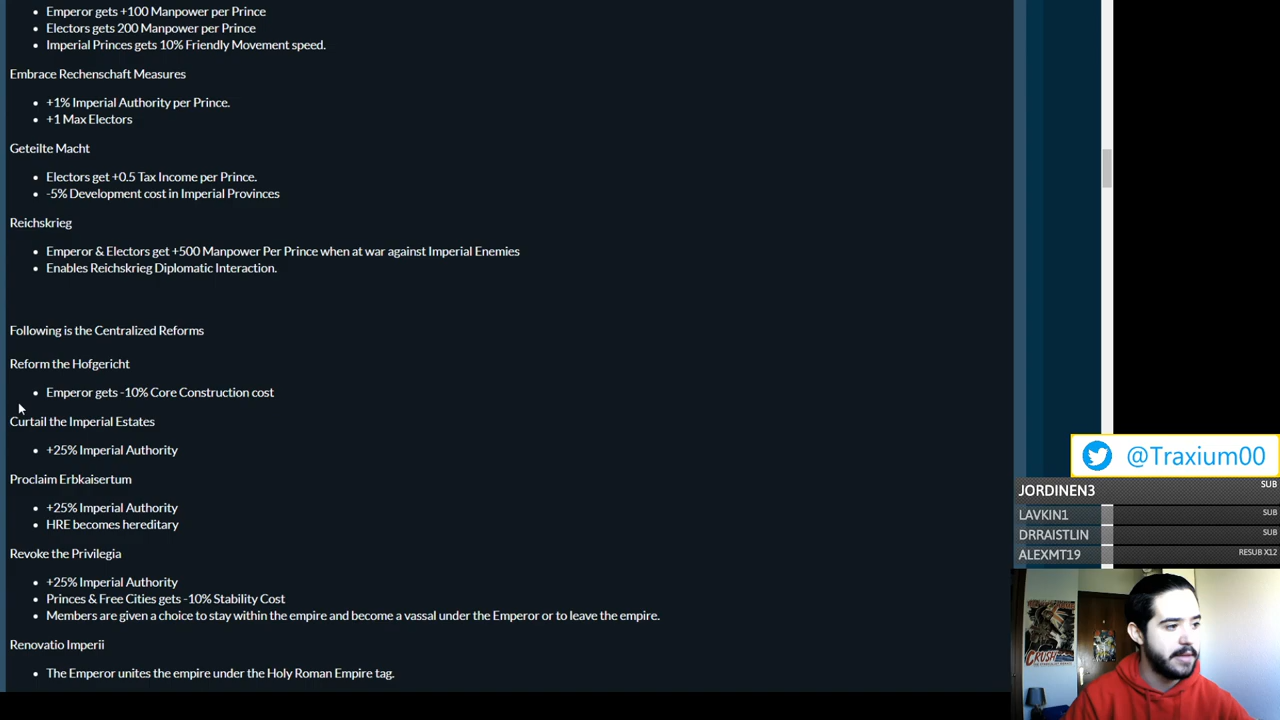 Emperor gets +100 Manpower per Prince
Electors gets 200 Manpower per Prince
Imperial Princes gets 10% Friendly Movement speed.
Embrace Rechenschaft Measures
+1% Imperial Authority per Prince.
+1 Max Electors
Geteilte Macht
Electors get +0.5 Tax Income per Prince.
-5% Development cost in Imperial Provinces
Reichskrieg
Emperor & Electors get +500 Manpower Per Prince when at war against Imperial Enemies
Enables Reichskrieg Diplomatic Interaction.
Following is the Centralized Reforms
Reform the Hofgericht
Emperor gets -10% Core Construction cost
Curtail the Imperial Estates
+25% Imperial Authority
Proclaim Erbkaisertum
+25% Imperial Authority
HRE becomes hereditary
Revoke the Privilegia
+25% Imperial Authority
Princes & Free Cities gets -10% Stability Cost
Members are given a choice to stay within the empire and become a vassal under the Emperor or to leave the empire.
Renovatio Imperii
The Emperor unites the empire under the Holy Roman Empire tag.
@Traxium00
JORDINEN3 SUB
LAVKIN1 SUB
DRRAISTLIN SUB
ALEXMT19 RESUB X12
CRUSH